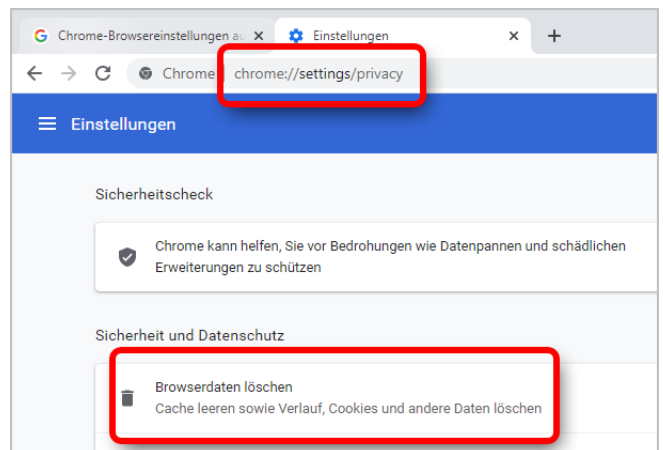 Chrome-Browsereinstellungen au
Einstellungen
Chrome
chrome://settings/privacy
Einstellungen
Sicherheitscheck
Chrome kann helfen, Sie vor Bedrohungen wie Datenpannen und schädlichen
Erweiterungen zu schützen
Sicherheit und Datenschutz
Browserdaten löschen
Cache leeren sowie Verlauf, Cookies und andere Daten löschen